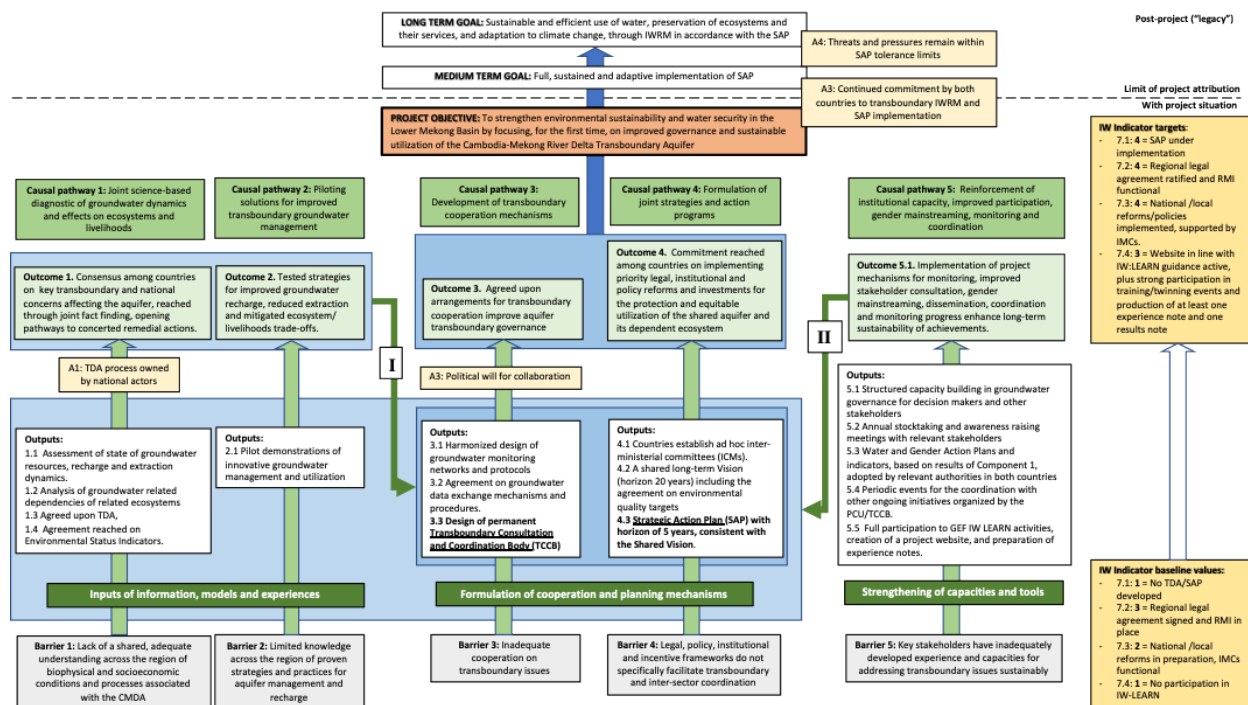 Post-project ("legacy")
LONG TERM GOAL: Sustainable and efficient use of water, preservation of ecosystems and
their services, and adaptation to climate change, through IWRM in accordance with the SAP
A4: Threats and pressures remain within
SAP tolerance limits
MEDIUM TERM GOAL: Full, sustained and adaptive implementation of SAP
A3: Continued commitment by both
countries to transboundary IWRM and
SAP implementation
Limit of project attribution
With project situation
PROJECT OBJECTIVE: To strengthen environmental sustainability and water security in the
Lower Mekong Basin by focusing, for the first time, on improved governance and sustainable
utilization of the Cambodia-Mekong River Delta Transboundary Aquifer
IW Indicator targets:
- 7.1: 4 = SAP under
implementation
- 7.2: 4 = Regional legal
agreement ratified and RMI
functional
- 7.3: 4 = National /local
reforms/policies
implemented, supported by
IMCs.
- 7.4: 3 = Website in line with
IW:LEARN guidance active,
plus strong participation in
training/twinning events and
production of at least one
experience note and one
results note
Causal pathway 1: Joint science-based
diagnostic of groundwater dynamics
and effects on ecosystems and
livelihoods
Causal pathway 2: Piloting
solutions for improved
transboundary groundwater
management
Causal pathway 3:
Development of transboundary
cooperation mechanisms
Causal pathway 4: Formulation of
joint strategies and action
programs
Causal pathway 5: Reinforcement of
institutional capacity, improved participation,
gender mainstreaming, monitoring and
coordination
Outcome 1. Consensus among countries
on key transboundary and national
concerns affecting the aquifer, reached
through joint fact finding, opening
pathways to concerted remedial actions.
Outcome 2. Tested strategies
for improved groundwater
recharge, reduced extraction
and mitigated ecosystem/
livelihoods trade-offs.
Outcome 3. Agreed upon
arrangements for transboundary
cooperation improve aquifer
transboundary governance
Outcome 4. Commitment reached
among countries on implementing
priority legal, institutional and
policy reforms and investments for
the protection and equitable
utilization of the shared aquifer and
its dependent ecosystem
Outcome 5.1. Implementation of project
mechanisms for monitoring, improved
stakeholder consultation, gender
mainstreaming, dissemination, coordination
and monitoring progress enhance long-term
sustainability of achievements.
I
II
A1: TDA process owned
by national actors
A3: Political will for collaboration
Outputs:
1.1 Assessment of state of groundwater
resources, recharge and extraction
dynamics.
1.2 Analysis of groundwater related
dependencies of related ecosystems
1.3 Agreed upon TDA,
1.4 Agreement reached on
Environmental Status Indicators.
Outputs:
2.1 Pilot demonstrations of
innovative groundwater
management and utilization
Outputs:
3.1 Harmonized design of
groundwater monitoring
networks and protocols
3.2 Agreement on groundwater
data exchange mechanisms and
procedures.
3.3 Design of permanent
Transboundary Consultation
and Coordination Body (TCCB)
Outputs:
4.1 Countries establish ad hoc inter-
ministerial committees (ICMs).
4.2 A shared long-term Vision
(horizon 20 years) including the
agreement on environmental
quality targets
4.3 Strategic Action Plan (SAP) with
horizon of 5 years, consistent
with the Shared Vision.
Outputs:
5.1 Structured capacity building in groundwater
governance for decision makers and other
stakeholders
5.2 Annual stocktaking and awareness raising
meetings with relevant stakeholders
5.3 Water and Gender Action Plans and
indicators, based on results of Component 1,
adopted by relevant authorities in both countries
5.4 Periodic events for the coordination with
other ongoing initiatives organized by the
PCU/TCCB.
5.5 Full participation to GEF IW LEARN activities,
creation of a project website, and preparation of
experience notes.
Inputs of information, models and experiences
Formulation of cooperation and planning mechanisms
Strengthening of capacities and tools
Barrier 1: Lack of a shared, adequate
understanding across the region of
biophysical and socioeconomic
conditions and processes associated
with the CMDA
Barrier 2: Limited knowledge
across the region of proven
strategies and practices for
aquifer management and
recharge
Barrier 3: Inadequate
cooperation on
transboundary issues
Barrier 4: Legal, policy, institutional
and incentive frameworks do not
specifically facilitate transboundary
and inter-sector coordination
Barrier 5: Key stakeholders have inadequately
developed experience and capacities for
addressing transboundary issues sustainably
IW Indicator baseline values:
- 7.1: 1 = No TDA/SAP
developed
- 7.2: 3 = Regional legal
agreement signed and RMI in
place
- 7.3: 2 = National /local
reforms in preparation, IMCs
functional
- 7.4: 1 = No participation in
IW-LEARN